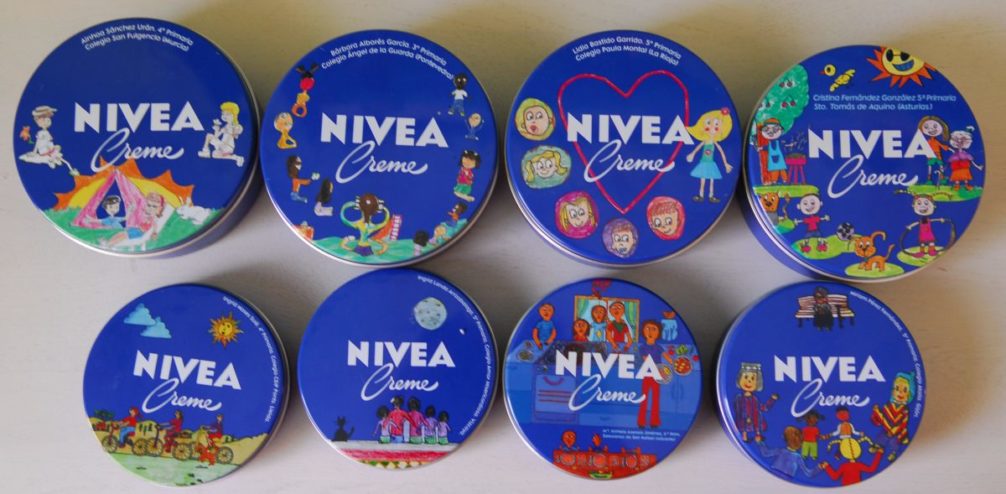 Ainhoa Sánchez Urán. 4º Primaria
Colegio San Fulgencio (Murcia)
NIVEA
Creme
Bárbara Alborés García. 3º Primaria
Colegio Ángel de la Guarda (Pontevedra)
NIVEA
Creme
Lidia Bastida Garrido. 5º Primaria
Colegio Paula Montal (La Rioja)
NIVEA
Creme
Cristina Fernández González 5º Primaria
Sto. Tomás de Aquino (Asturias.)
NIVEA
Creme
NIVEA
Creme
NIVEA
Creme
NIVEA
Creme
NIVEA
Creme